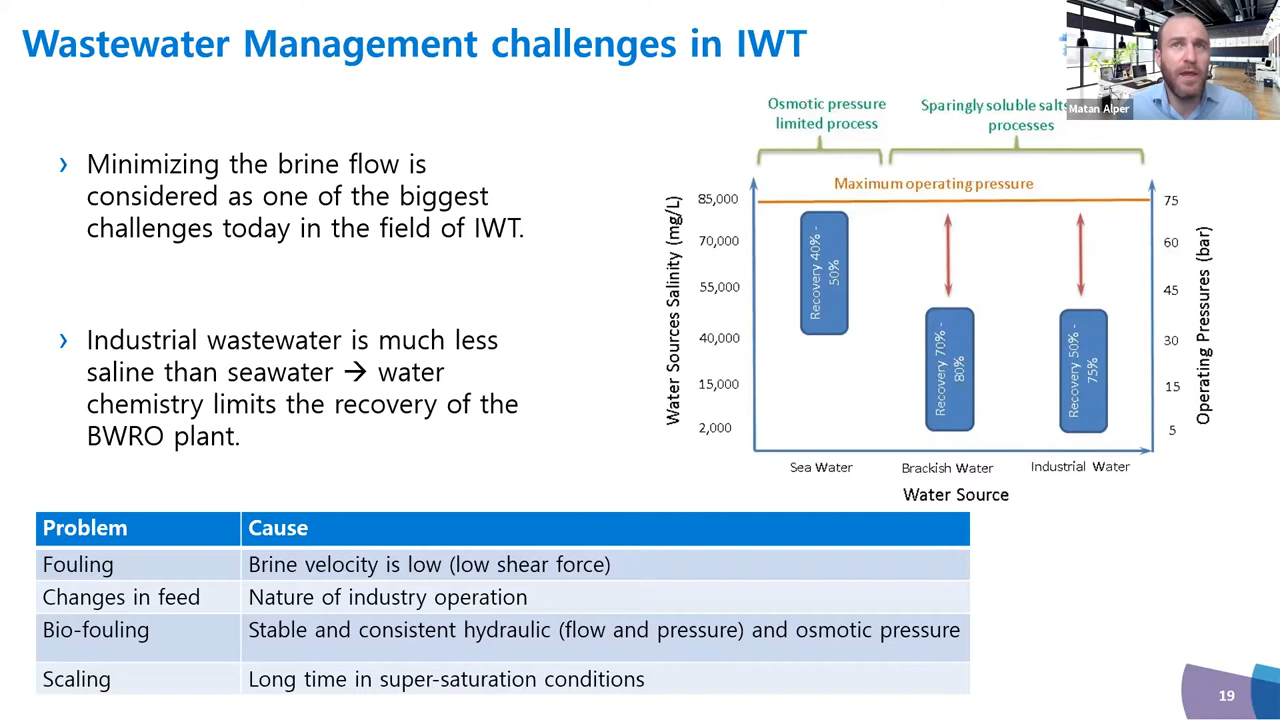 Wastewater Management challenges in IWT
Matan Alper
› Minimizing the brine flow is
considered as one of the biggest
challenges today in the field of IWT.
› Industrial wastewater is much less
saline than seawater → water
chemistry limits the recovery of the
BWRO plant.
Osmotic pressure
limited process
Sparingly soluble salts
processes
Maximum operating pressure
Water Sources Salinity (mg/L)
85,000
70,000
55,000
40,000
15,000
2,000
Recovery 40% -
50%
Recovery 70% -
80%
Recovery 50% -
75%
75
60
45
30
15
5
Operating Pressures (bar)
Sea Water
Brackish Water
Industrial Water
Water Source
Problem Cause
Fouling Brine velocity is low (low shear force)
Changes in feed Nature of industry operation
Bio-fouling Stable and consistent hydraulic (flow and pressure) and osmotic pressure
Scaling Long time in super-saturation conditions
19